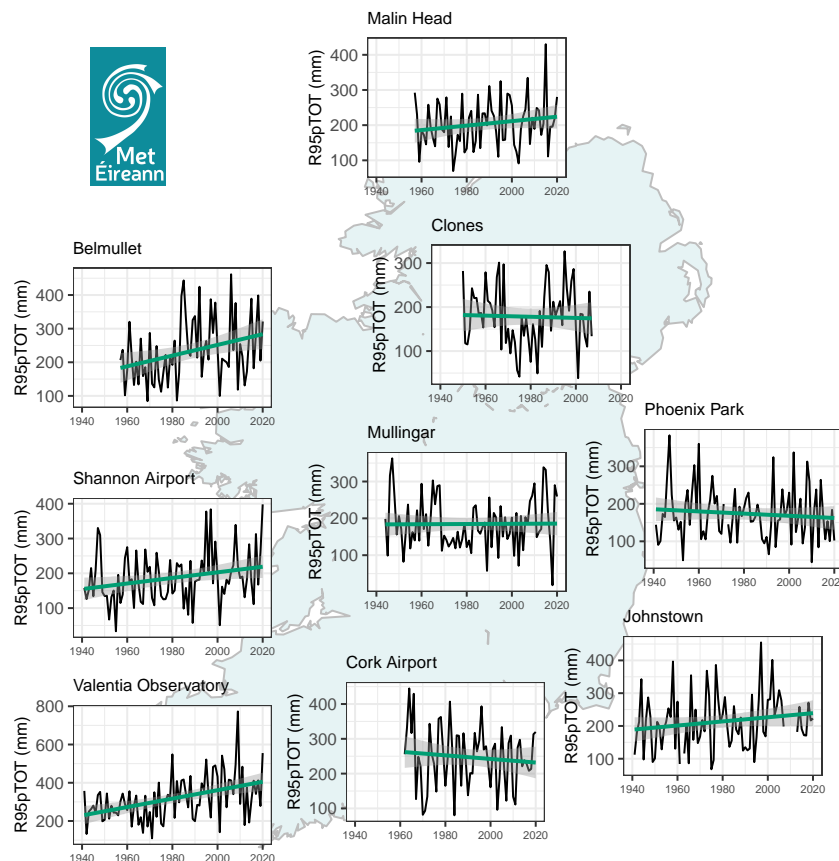 Malin Head
R95pTOT (mm)
400
300
200
100
1940 1960 1980 2000 2020
Met
Éireann
Clones
R95pTOT (mm)
300
200
100
1940 1960 1980 2000 2020
Belmullet
R95pTOT (mm)
400
300
200
100
1940 1960 1980 2000 2020
Mullingar
R95pTOT (mm)
300
200
100
1940 1960 1980 2000 2020
Phoenix Park
R95pTOT (mm)
300
200
100
1940 1960 1980 2000 2020
Shannon Airport
R95pTOT (mm)
400
300
200
100
1940 1960 1980 2000 2020
Johnstown
R95pTOT (mm)
400
300
200
100
1940 1960 1980 2000 2020
Cork Airport
R95pTOT (mm)
400
300
200
100
1940 1960 1980 2000 2020
Valentia Observatory
R95pTOT (mm)
800
600
400
200
1940 1960 1980 2000 2020